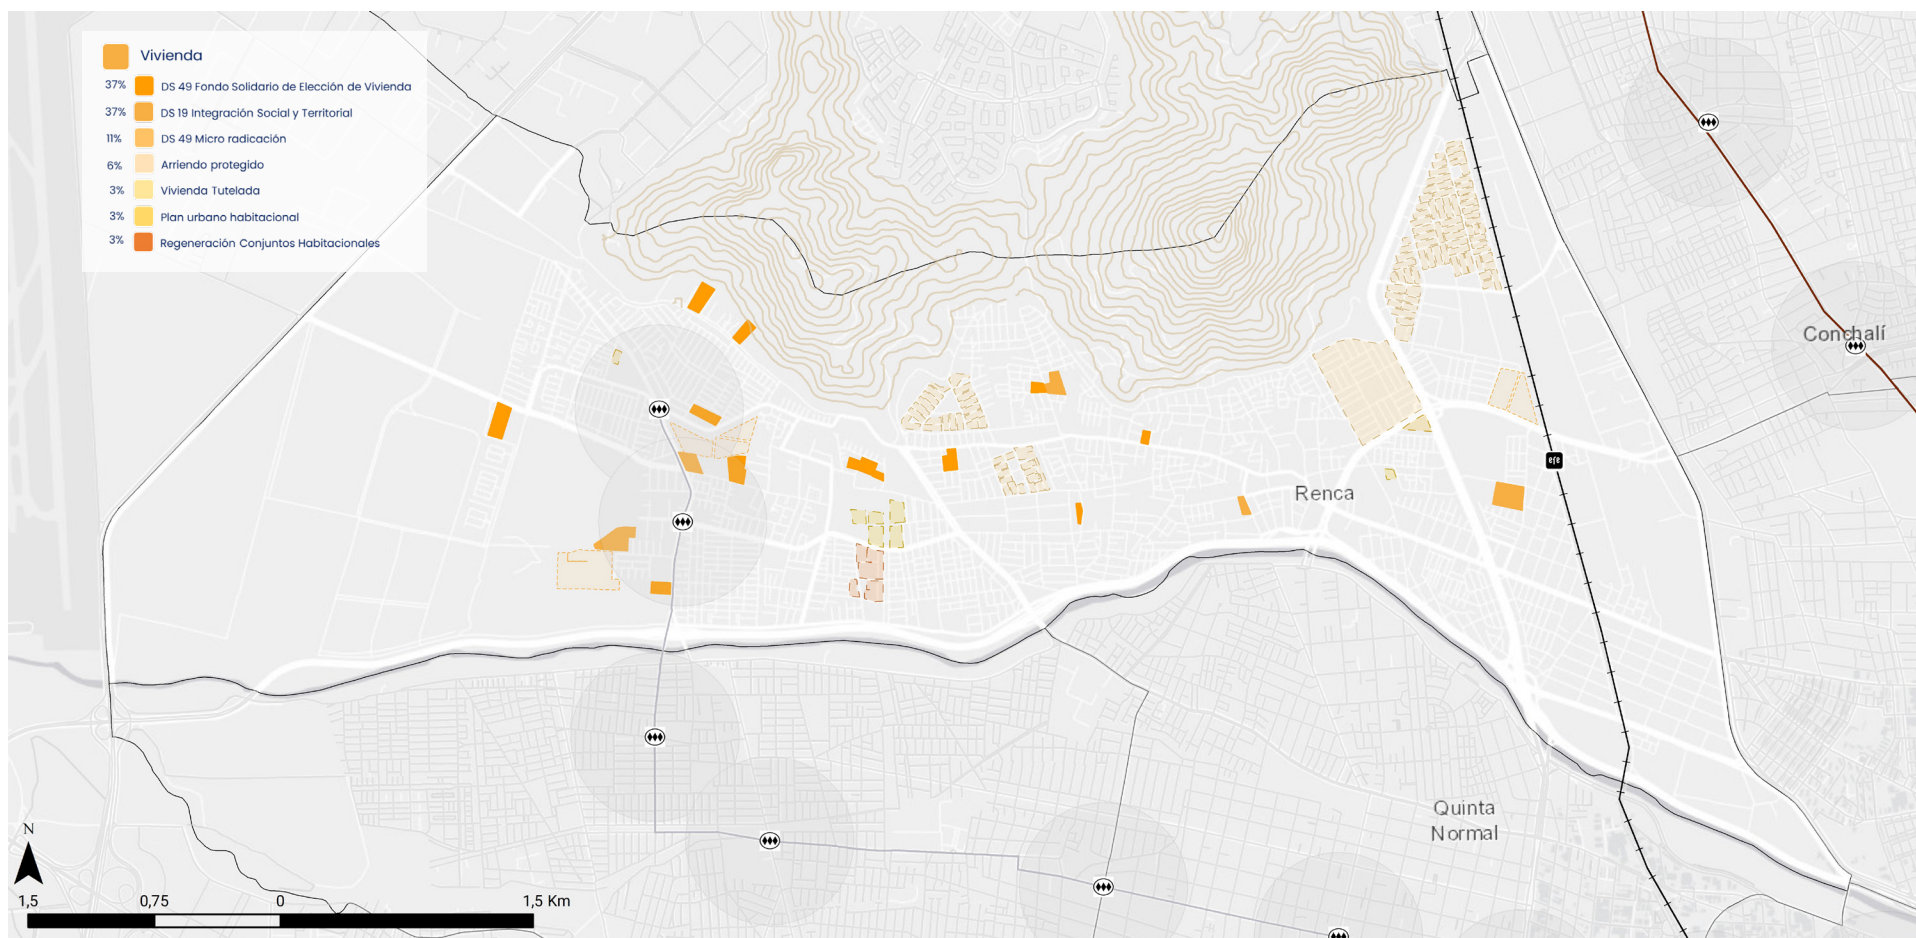 Vivienda
37% DS 49 Fondo Solidario de Elección de Vivienda
37% DS 19 Integración Social y Territorial
11% DS 49 Micro radicación
6% Arriendo protegido
3% Vivienda Tutelada
3% Plan urbano habitacional
3% Regeneración Conjuntos Habitacionales
Conchalí
efe
Renca
Quinta
Normal
N
1,5 0,75 0 1,5 Km